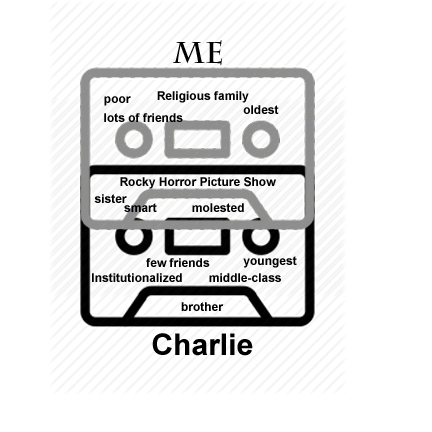 ME
poor Religious family
lots of friends oldest
Rocky Horror Picture Show
sister
smart molested
few friends youngest
Institutionalized middle-class
brother
Charlie